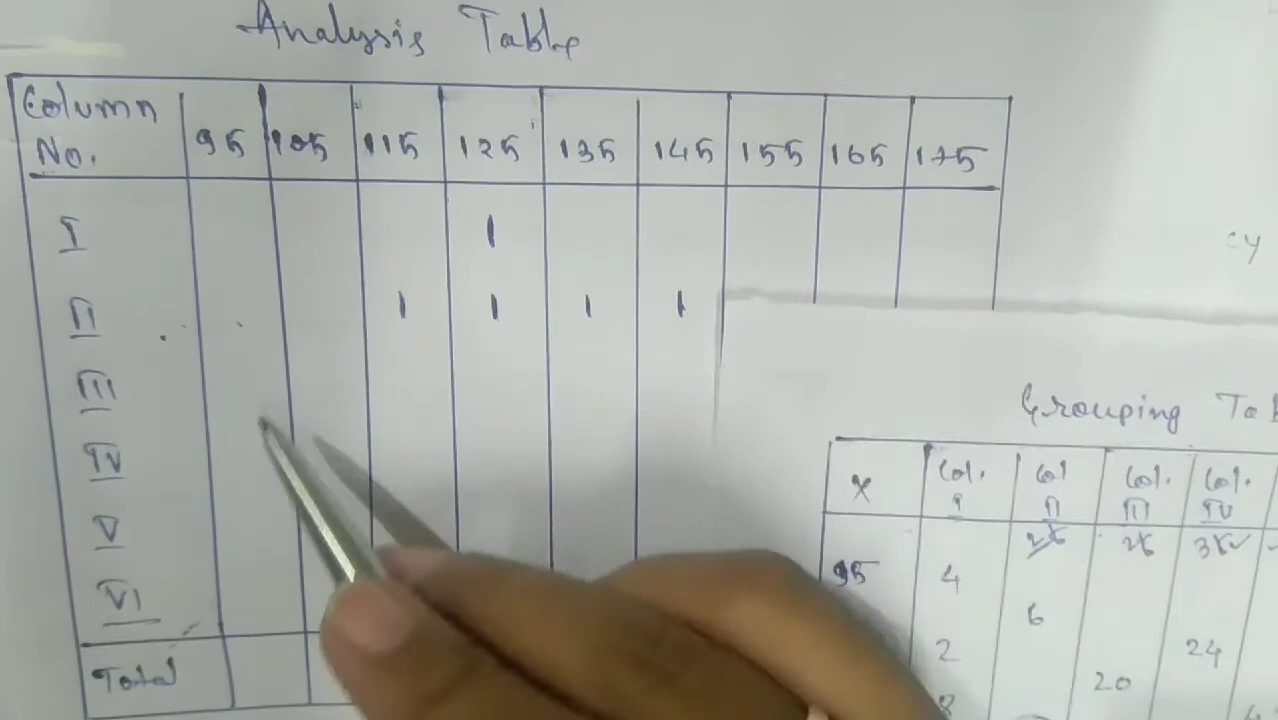 Analysis Table
Column No. 95 105 115 125 135 145 155 165 175
I 1
II 1 1 1 1
III
IV
V
VI
Total
Grouping
X Col. I Col II Col. III Col. IV
26 26 35
95 4
6
2 24
20
8